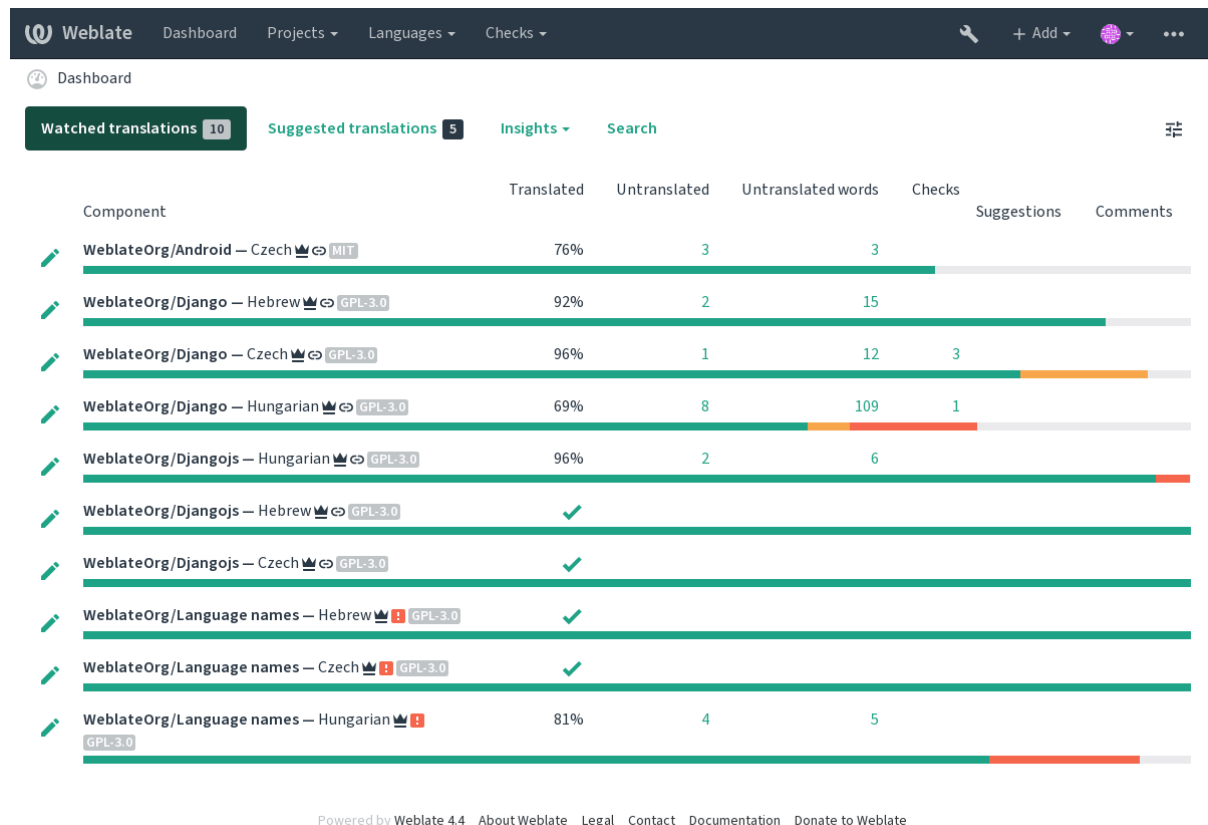 Weblate Dashboard Projects Languages Checks + Add
Dashboard
Watched translations 10 Suggested translations 5 Insights Search
Translated Untranslated Untranslated words Checks
Component Suggestions Comments
WeblateOrg/Android — Czech MIT 76% 3 3
WeblateOrg/Django — Hebrew GPL-3.0 92% 2 15
WeblateOrg/Django — Czech GPL-3.0 96% 1 12 3
WeblateOrg/Django — Hungarian GPL-3.0 69% 8 109 1
WeblateOrg/Djangojs — Hungarian GPL-3.0 96% 2 6
WeblateOrg/Djangojs — Hebrew GPL-3.0
WeblateOrg/Djangojs — Czech GPL-3.0
WeblateOrg/Language names — Hebrew GPL-3.0
WeblateOrg/Language names — Czech GPL-3.0
WeblateOrg/Language names — Hungarian 81% 4 5
GPL-3.0
Powered by Weblate 4.4 About Weblate Legal Contact Documentation Donate to Weblate